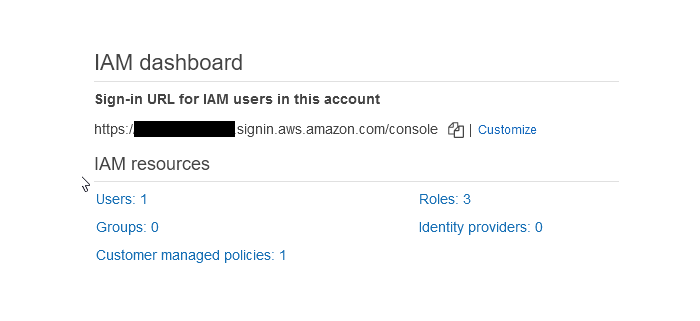 IAM dashboard
Sign-in URL for IAM users in this account
https:/ .signin.aws.amazon.com/console | Customize
IAM resources
Users: 1 Roles: 3
Groups: 0 Identity providers: 0
Customer managed policies: 1